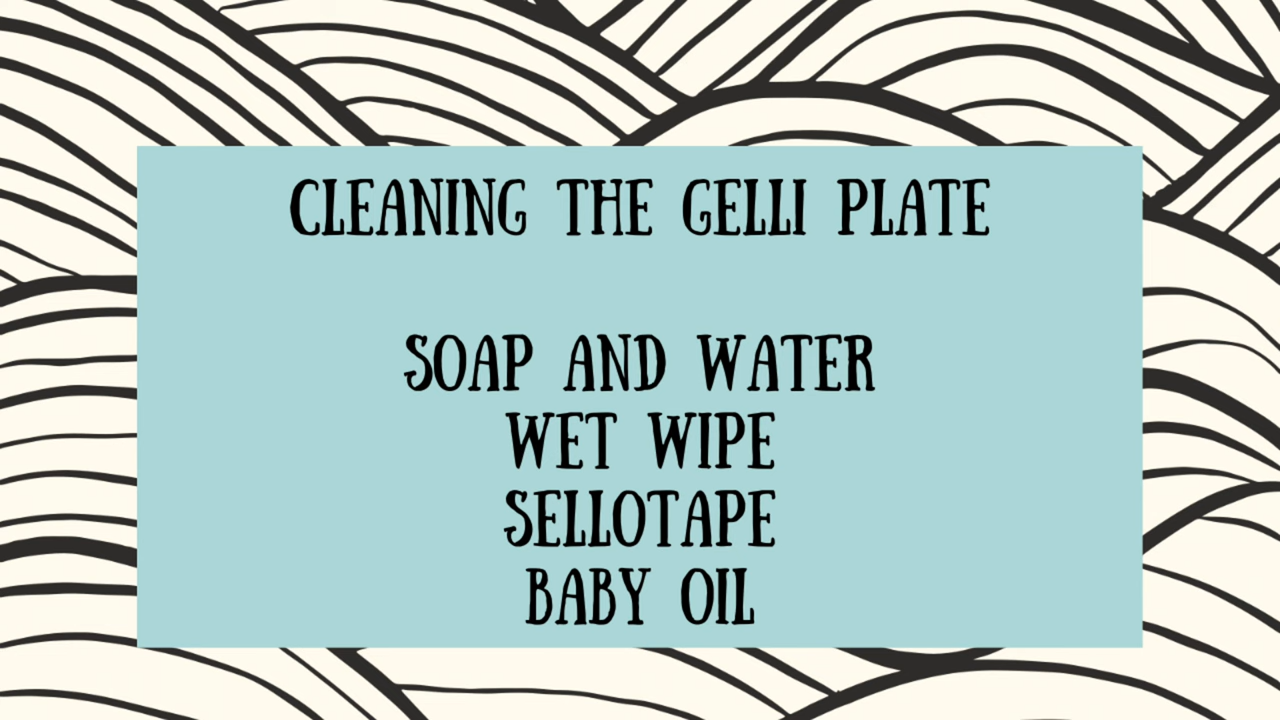 CLEANING THE GELLI PLATE
SOAP AND WATER
WET WIPE
SELLOTAPE
BABY OIL